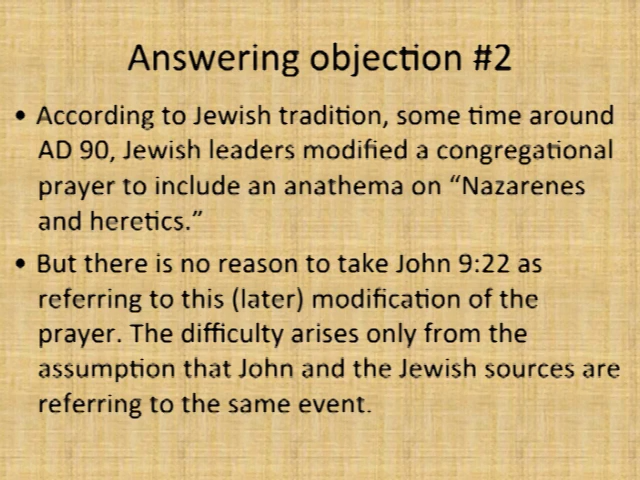 Answering objection #2
• According to Jewish tradition, some time around
AD 90, Jewish leaders modified a congregational
prayer to include an anathema on “Nazarenes
and heretics.”
• But there is no reason to take John 9:22 as
referring to this (later) modification of the
prayer. The difficulty arises only from the
assumption that John and the Jewish sources are
referring to the same event.